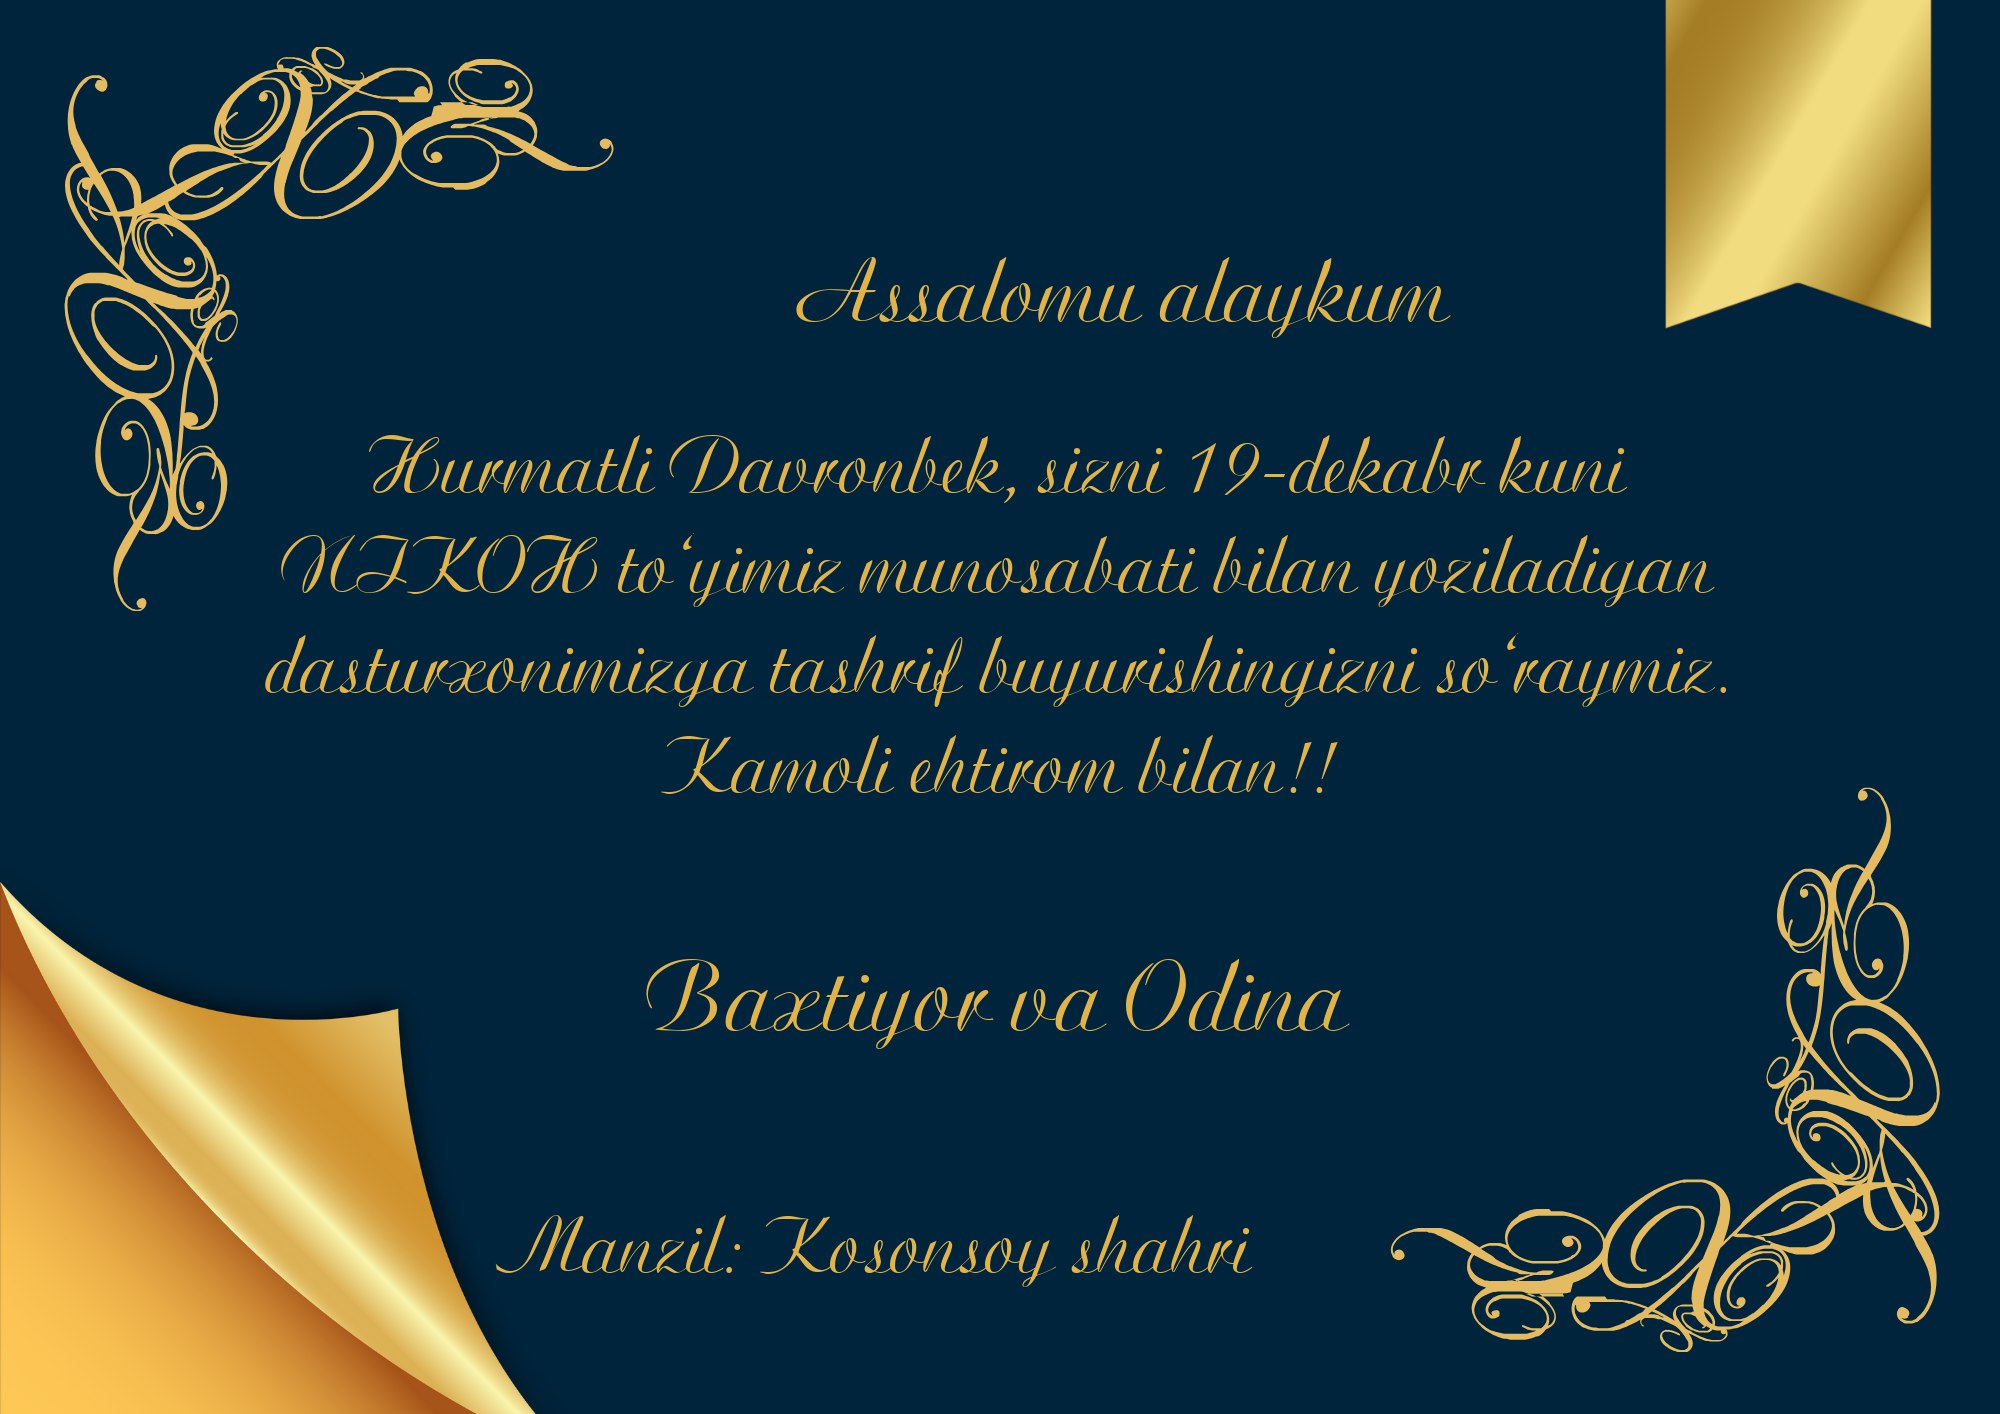 Assalomu alaykum
Hurmatli Davronbek, sizni 19-dekabr kuni
NIKOH to‘yimiz munosabati bilan yoziladigan
dasturxonimizga tashrif buyurishingizni so‘raymiz.
Kamoli ehtirom bilan!!
Baxtiyor va Odina
Manzil: Kosonsoy shahri